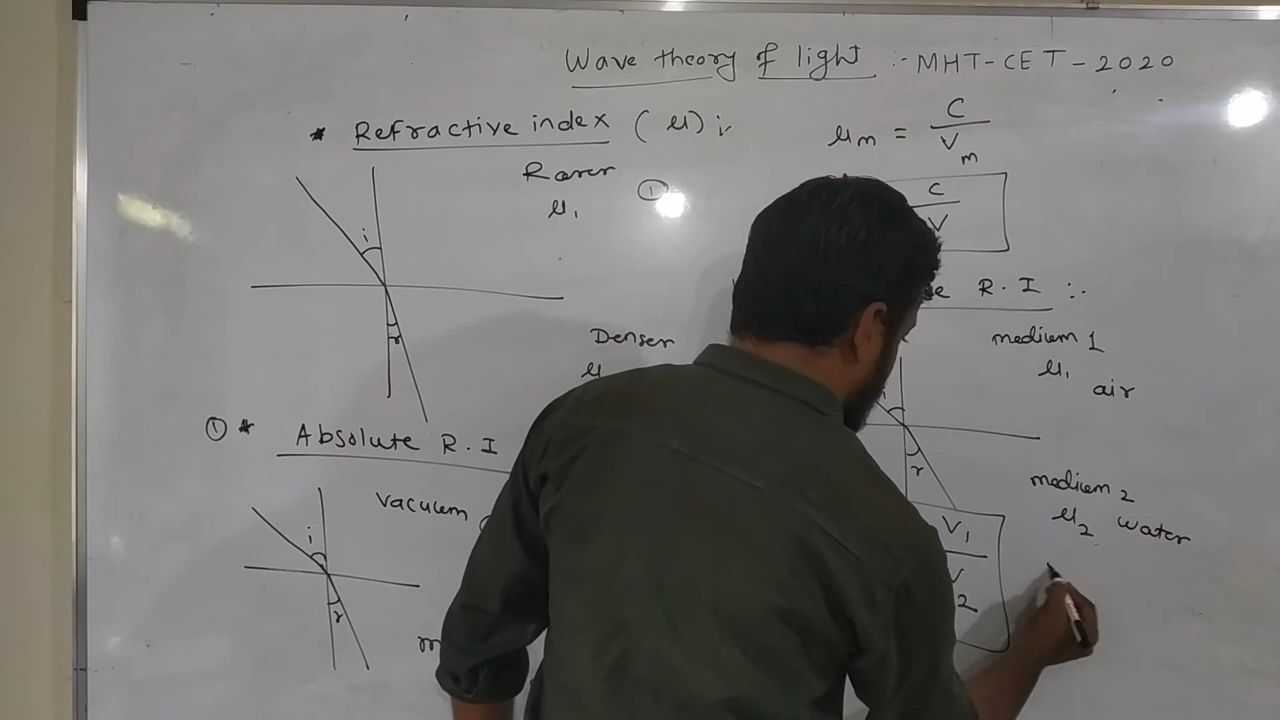 Wave theory of light :- MHT-CET-2020
* Refractive index (μ) :
μm = C / Vm
Rarer
μ1
①
C / V
i
r
Denser
μ
R.I :-
medium 1
μ1
air
i
r
medium 2
μ2 water
V1 / V2
① * Absolute R.I
Vacuum
i
r
m